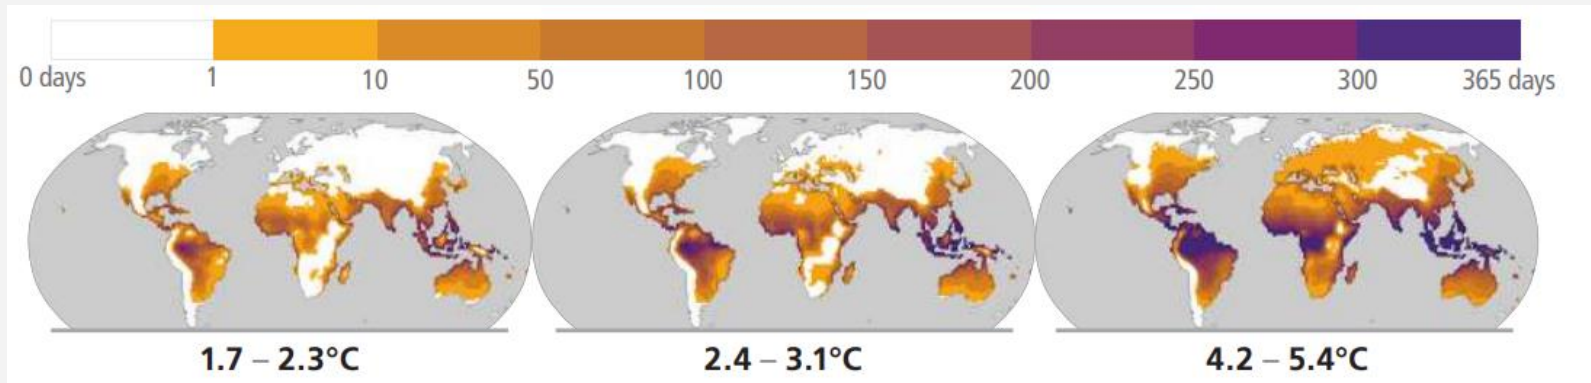 0 days 1 10 50 100 150 200 250 300 365 days
1.7 – 2.3°C 2.4 – 3.1°C 4.2 – 5.4°C